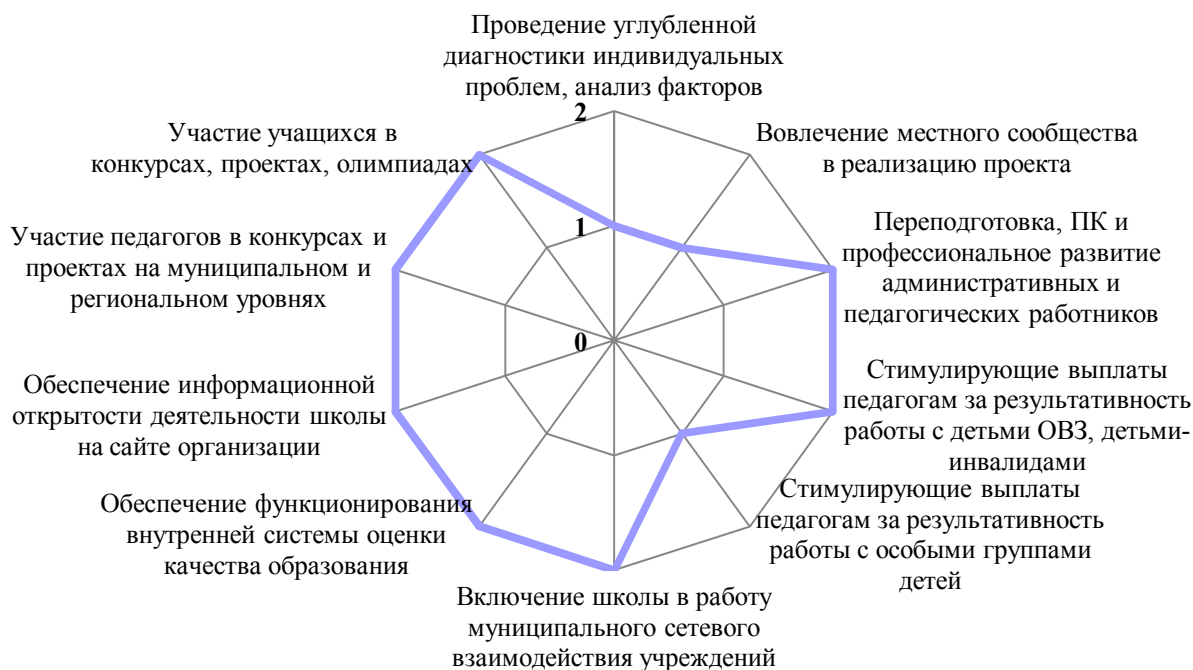 Проведение углубленной
диагностики индивидуальных
проблем, анализ факторов
Вовлечение местного сообщества
в реализацию проекта
Переподготовка, ПК и
профессиональное развитие
административных и
педагогических работников
Стимулирующие выплаты
педагогам за результативность
работы с детьми ОВЗ, детьми-
инвалидами
Стимулирующие выплаты
педагогам за результативность
работы с особыми группами
детей
Включение школы в работу
муниципального сетевого
взаимодействия учреждений
Обеспечение функционирования
внутренней системы оценки
качества образования
Обеспечение информационной
открытости деятельности школы
на сайте организации
Участие педагогов в конкурсах и
проектах на муниципальном и
региональном уровнях
Участие учащихся в
конкурсах, проектах, олимпиадах
2
1
0